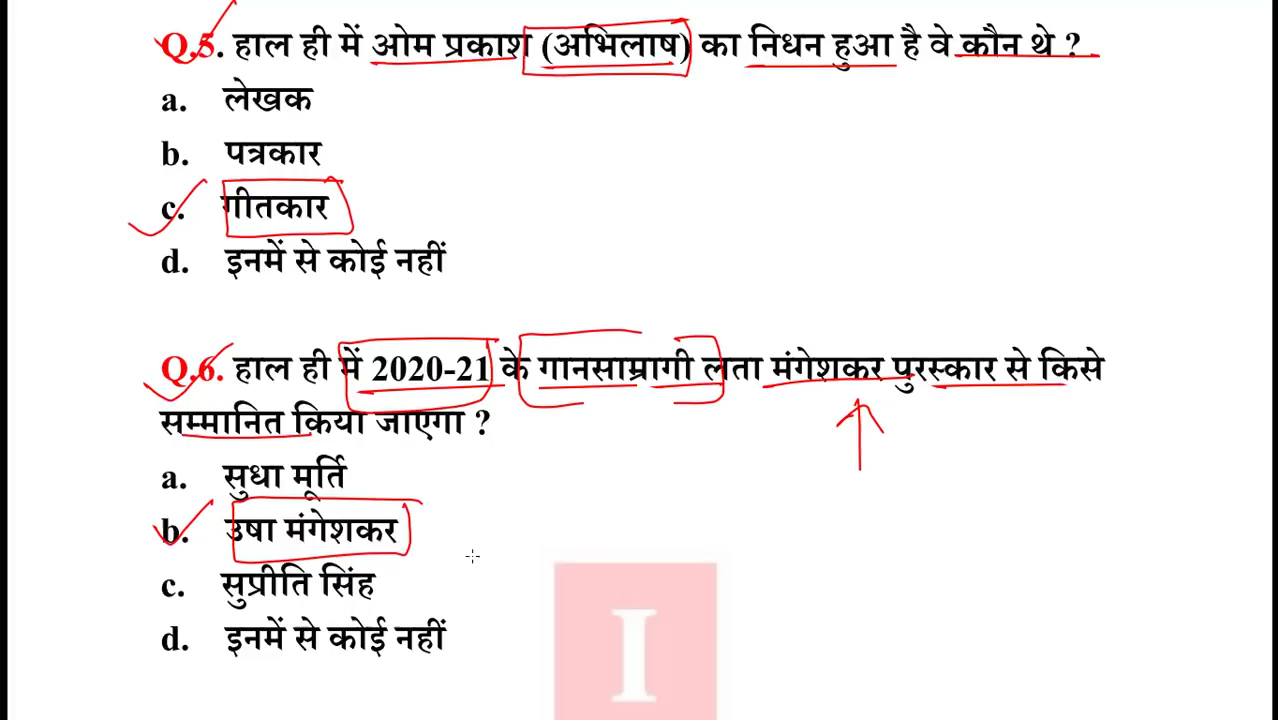 Q.5. हाल ही में ओम प्रकाश (अभिलाष) का निधन हुआ है वे कौन थे ?
a. लेखक
b. पत्रकार
c. गीतकार
d. इनमें से कोई नहीं
Q.6. हाल ही में 2020-21 के गानसाम्रागी लता मंगेशकर पुरस्कार से किसे
सम्मानित किया जाएगा ?
a. सुधा मूर्ति
b. उषा मंगेशकर
c. सुप्रीति सिंह
d. इनमें से कोई नहीं
I